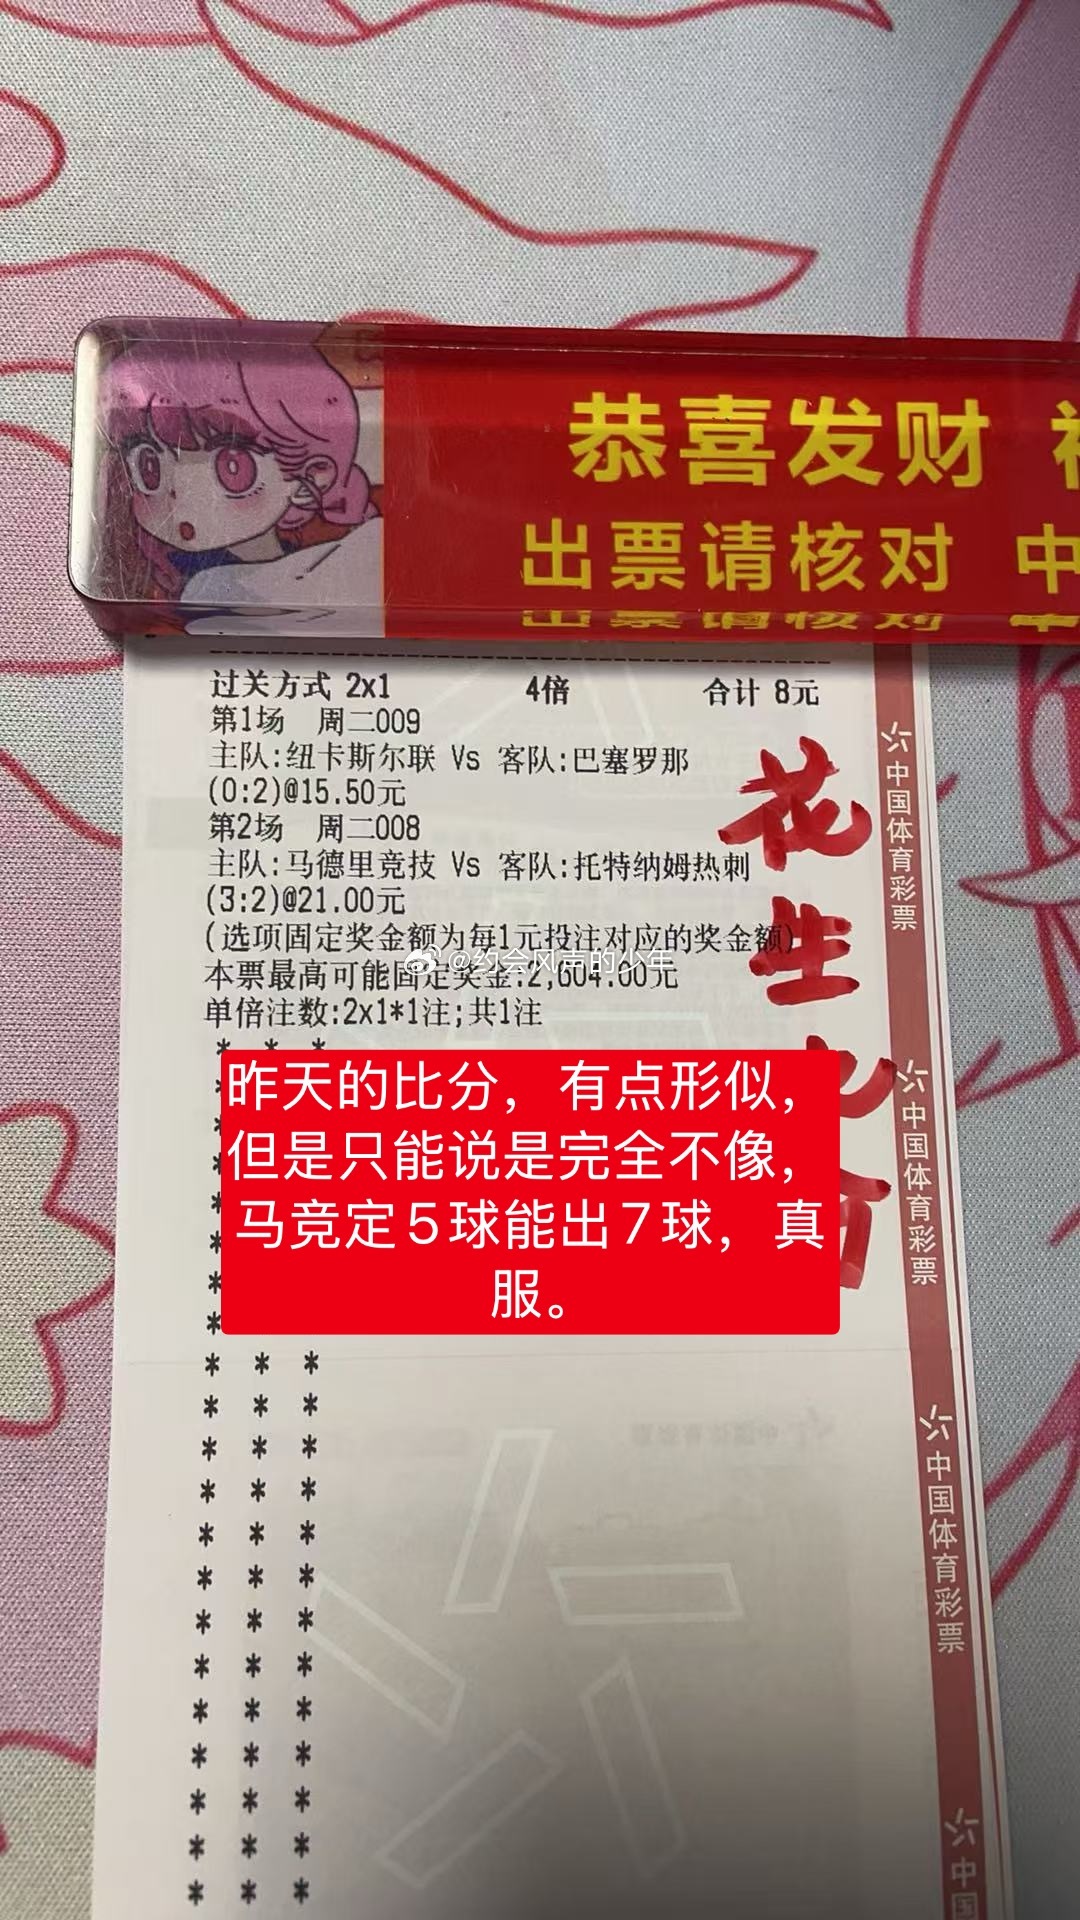 恭喜发财
出票请核对 中
过关方式 2x1 4倍 合计 8元
第1场 周二009
主队:纽卡斯尔联 Vs 客队:巴塞罗那
(0:2)@15.50元
第2场 周二008
主队:马德里竞技 Vs 客队:托特纳姆热刺
(3:2)@21.00元
(选项固定奖金额为每1元投注对应的奖金额)
@约会风声的少年
本票最高可能固定奖金:2,604.00元
单倍注数:2x1*1注;共1注
花生
昨天的比分，有点形似，
但是只能说是完全不像，
马竞定5球能出7球，真
服。
中国体育彩票
中国体育彩票
中国体育彩票
中国